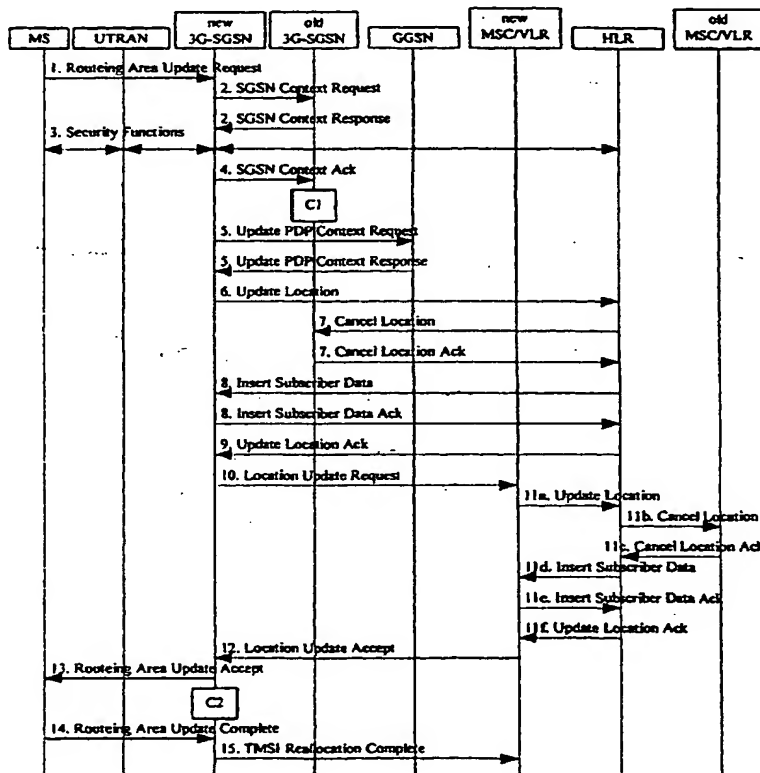 MS
UTRAN
new
3G-SGSN
old
3G-SGSN
GGSN
new
MSC/VLR
HLR
old
MSC/VLR
1. Routeing Area Update Request
2. SGSN Context Request
2. SGSN Context Response
3. Security Functions
4. SGSN Context Ack
C1
5. Update PDP Context Request
5. Update PDP Context Response
6. Update Location
7. Cancel Location
7. Cancel Location Ack
8. Insert Subscriber Data
8. Insert Subscriber Data Ack
9. Update Location Ack
10. Location Update Request
11a. Update Location
11b. Cancel Location
11c. Cancel Location Ack
11d. Insert Subscriber Data
11e. Insert Subscriber Data Ack
11f. Update Location Ack
12. Location Update Accept
13. Routeing Area Update Accept
C2
14. Routeing Area Update Complete
15. TMSI Reallocation Complete